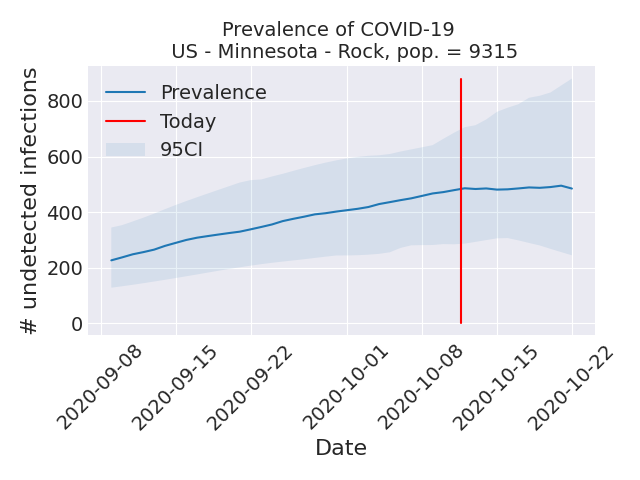 Prevalence of COVID-19
US - Minnesota - Rock, pop. = 9315
Prevalence
Today
95CI
# undetected infections
800
600
400
200
0
2020-09-08
2020-09-15
2020-09-22
2020-10-01
2020-10-08
2020-10-15
2020-10-22
Date